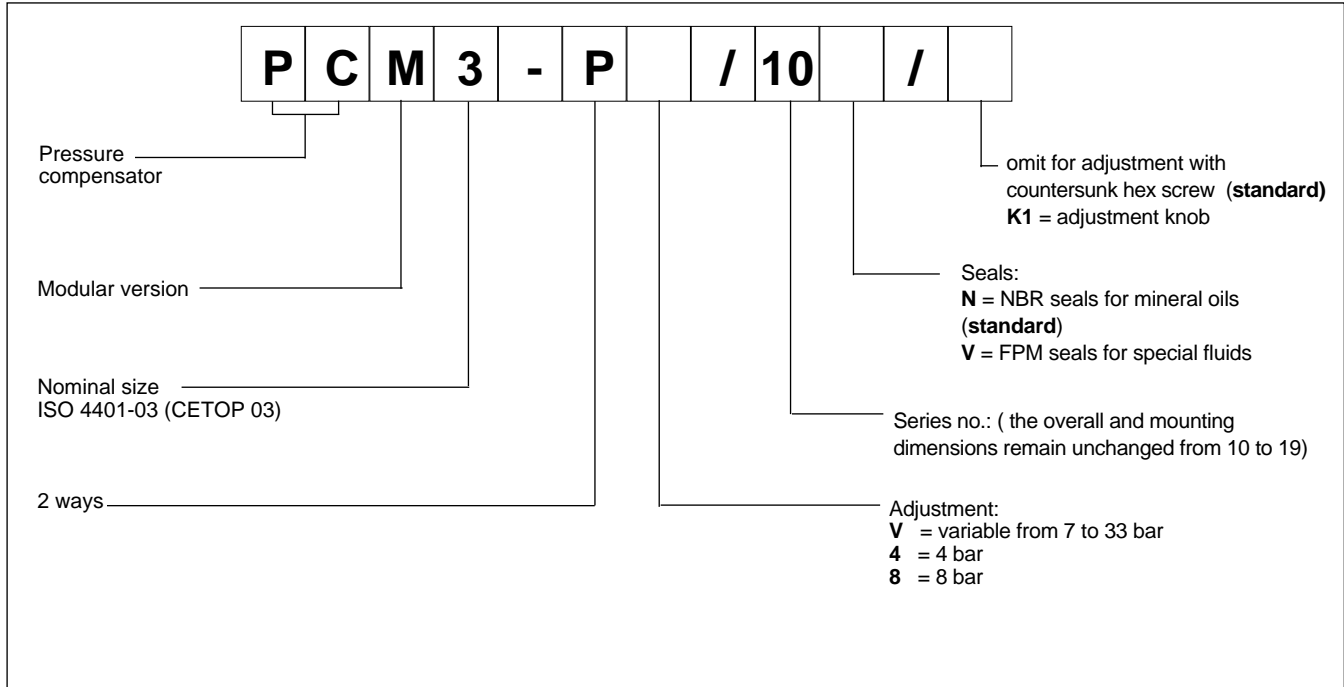 P C M 3 - P / 10 /
Pressure
compensator
Modular version
Nominal size
ISO 4401-03 (CETOP 03)
2 ways
omit for adjustment with
countersunk hex screw (standard)
K1 = adjustment knob
Seals:
N = NBR seals for mineral oils
(standard)
V = FPM seals for special fluids
Series no.: ( the overall and mounting
dimensions remain unchanged from 10 to 19)
Adjustment:
V = variable from 7 to 33 bar
4 = 4 bar
8 = 8 bar